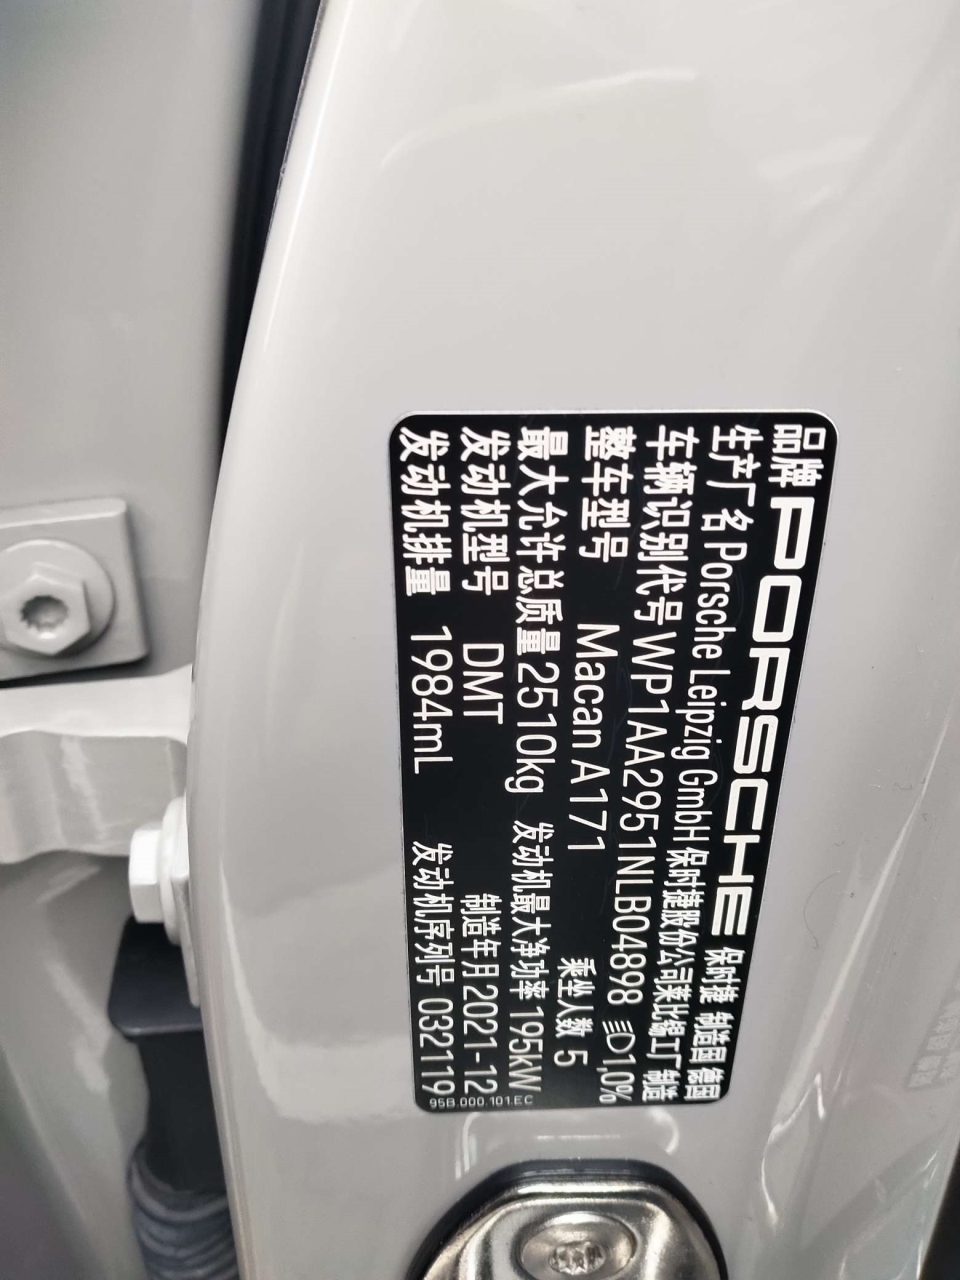 品牌 PORSCHE 保时捷 制造国 德国
生产厂名 Porsche Leipzig GmbH 保时捷股份公司莱比锡工厂制造
车辆识别代号 WP1AA2951NLB04898 1,0%
整车型号 Macan A171 乘坐人数 5
最大允许总质量 2510kg 发动机最大净功率 195kW
发动机型号 DMT 制造年月 2021-12
发动机排量 1984mL 发动机序列号 032119
95B.000.101.EC